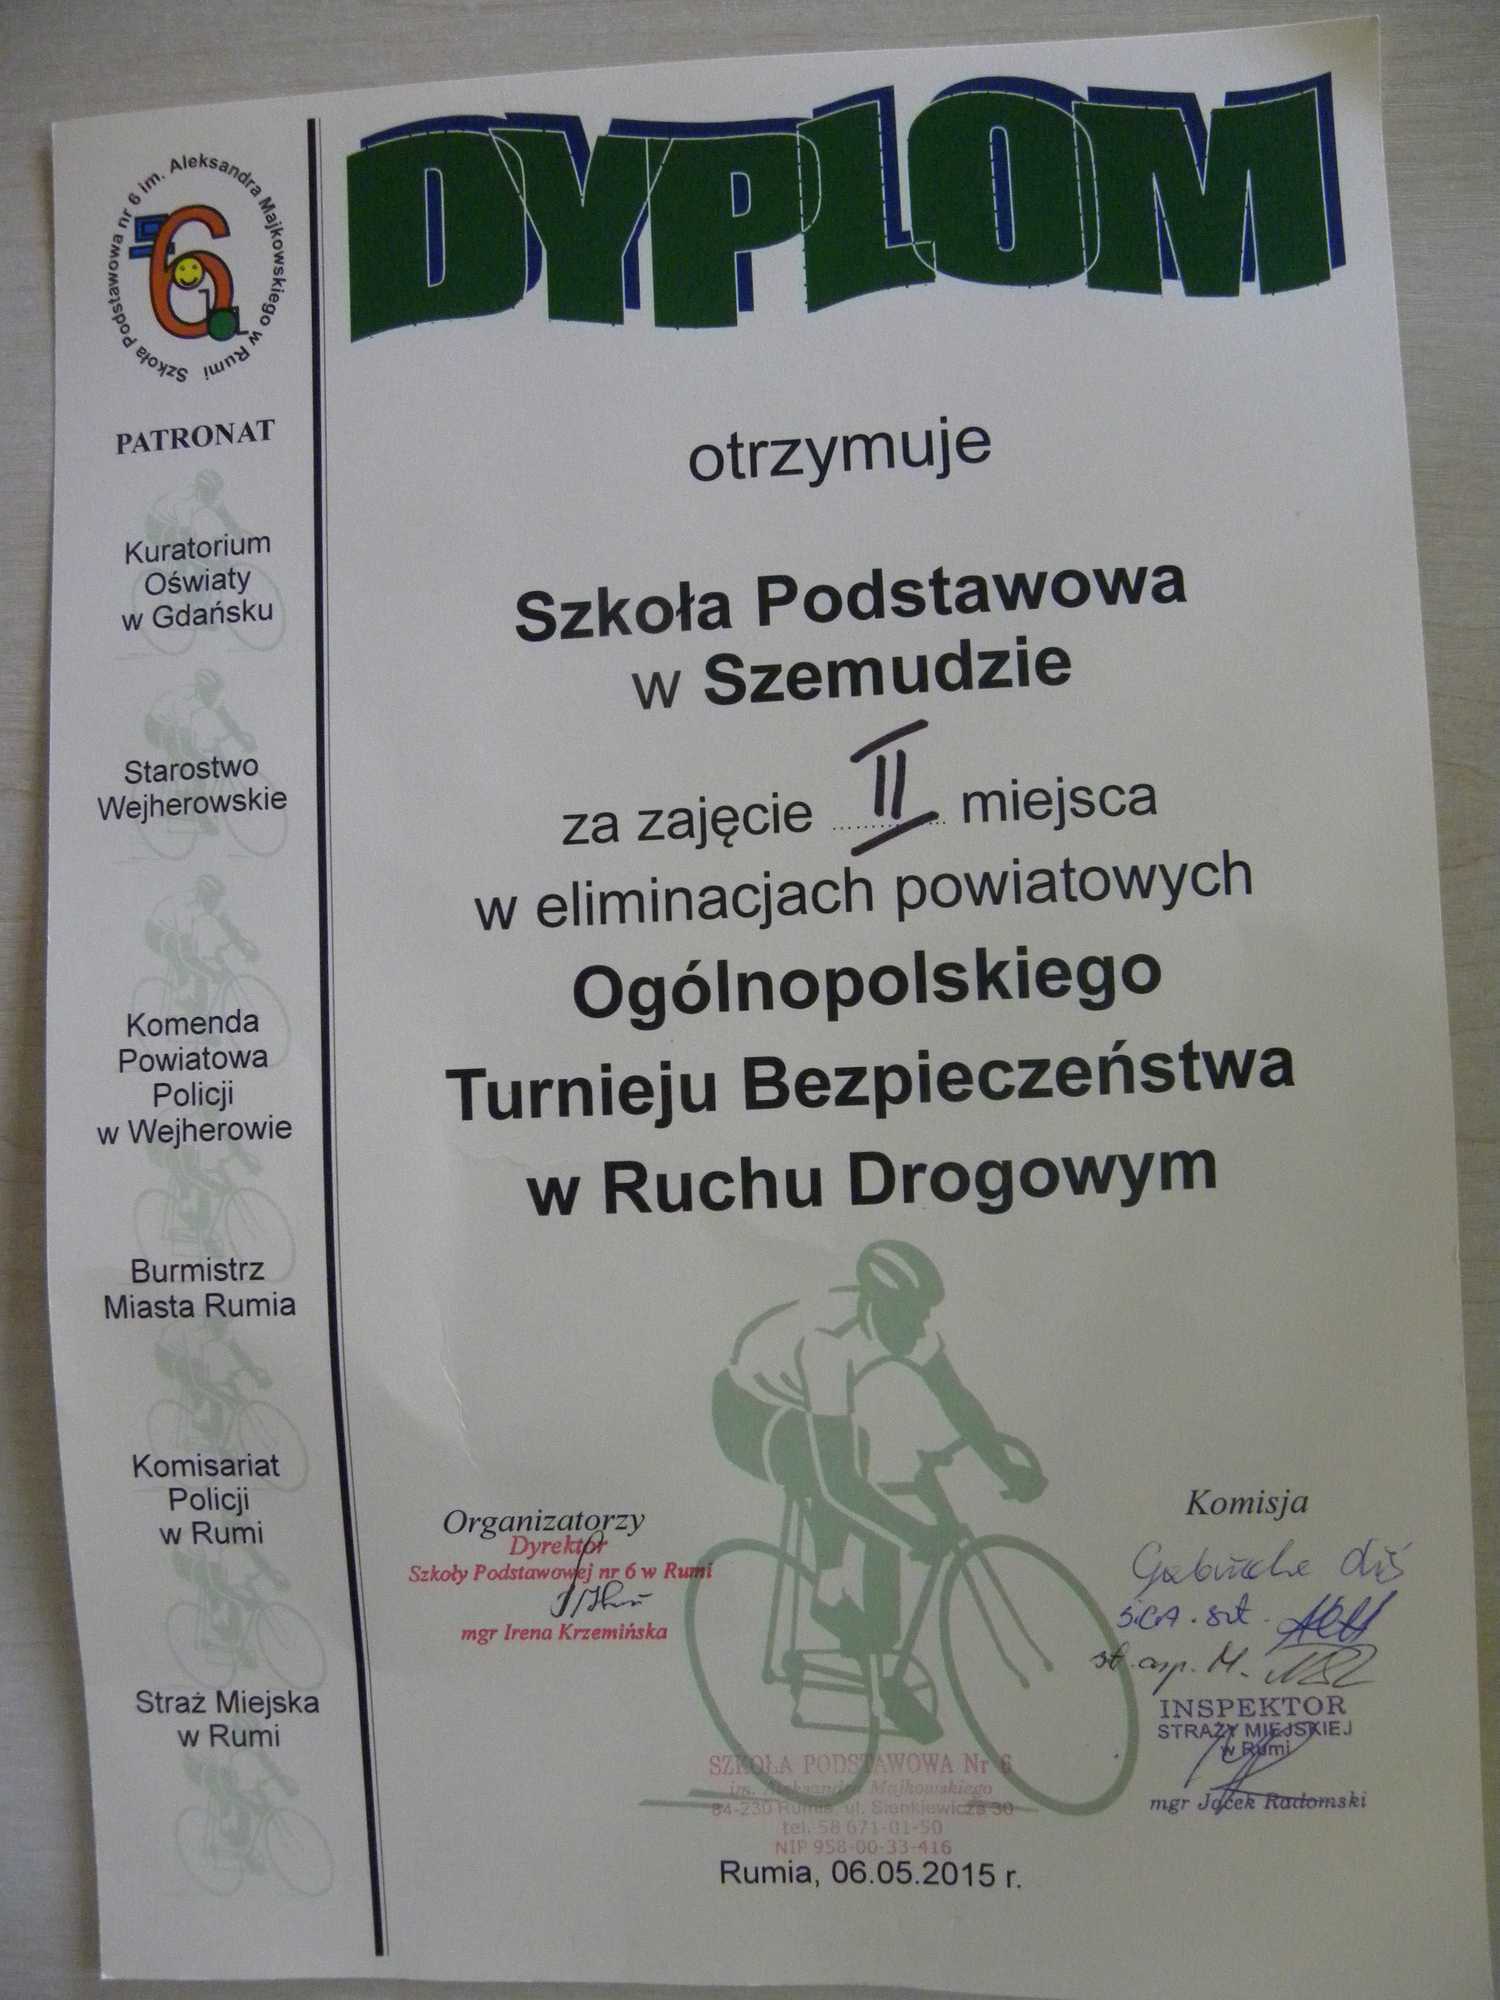 Szkoła Podstawowa nr 6 im. Aleksandra Majkowskiego w Rumi
6
PATRONAT
Kuratorium
Oświaty
w Gdańsku
Starostwo
Wejherowskie
Komenda
Powiatowa
Policji
w Wejherowie
Burmistrz
Miasta Rumia
Komisariat
Policji
w Rumi
Straż Miejska
w Rumi
DYPLOM
otrzymuje
Szkoła Podstawowa
w Szemudzie
za zajęcie II miejsca
w eliminacjach powiatowych
Ogólnopolskiego
Turnieju Bezpieczeństwa
w Ruchu Drogowym
Organizatorzy
Dyrektor
Szkoły Podstawowej nr 6 w Rumi
mgr Irena Krzemińska
Komisja
st. asp. M.
INSPEKTOR
STRAŻY MIEJSKIEJ
w Rumi
mgr Jacek Radomski
SZKOŁA PODSTAWOWA Nr 6
im. Aleksandra Majkowskiego
84-230 Rumia, ul. Sienkiewicza 30
tel. 58 671-01-50
NIP 958-00-33-416
Rumia, 06.05.2015 r.